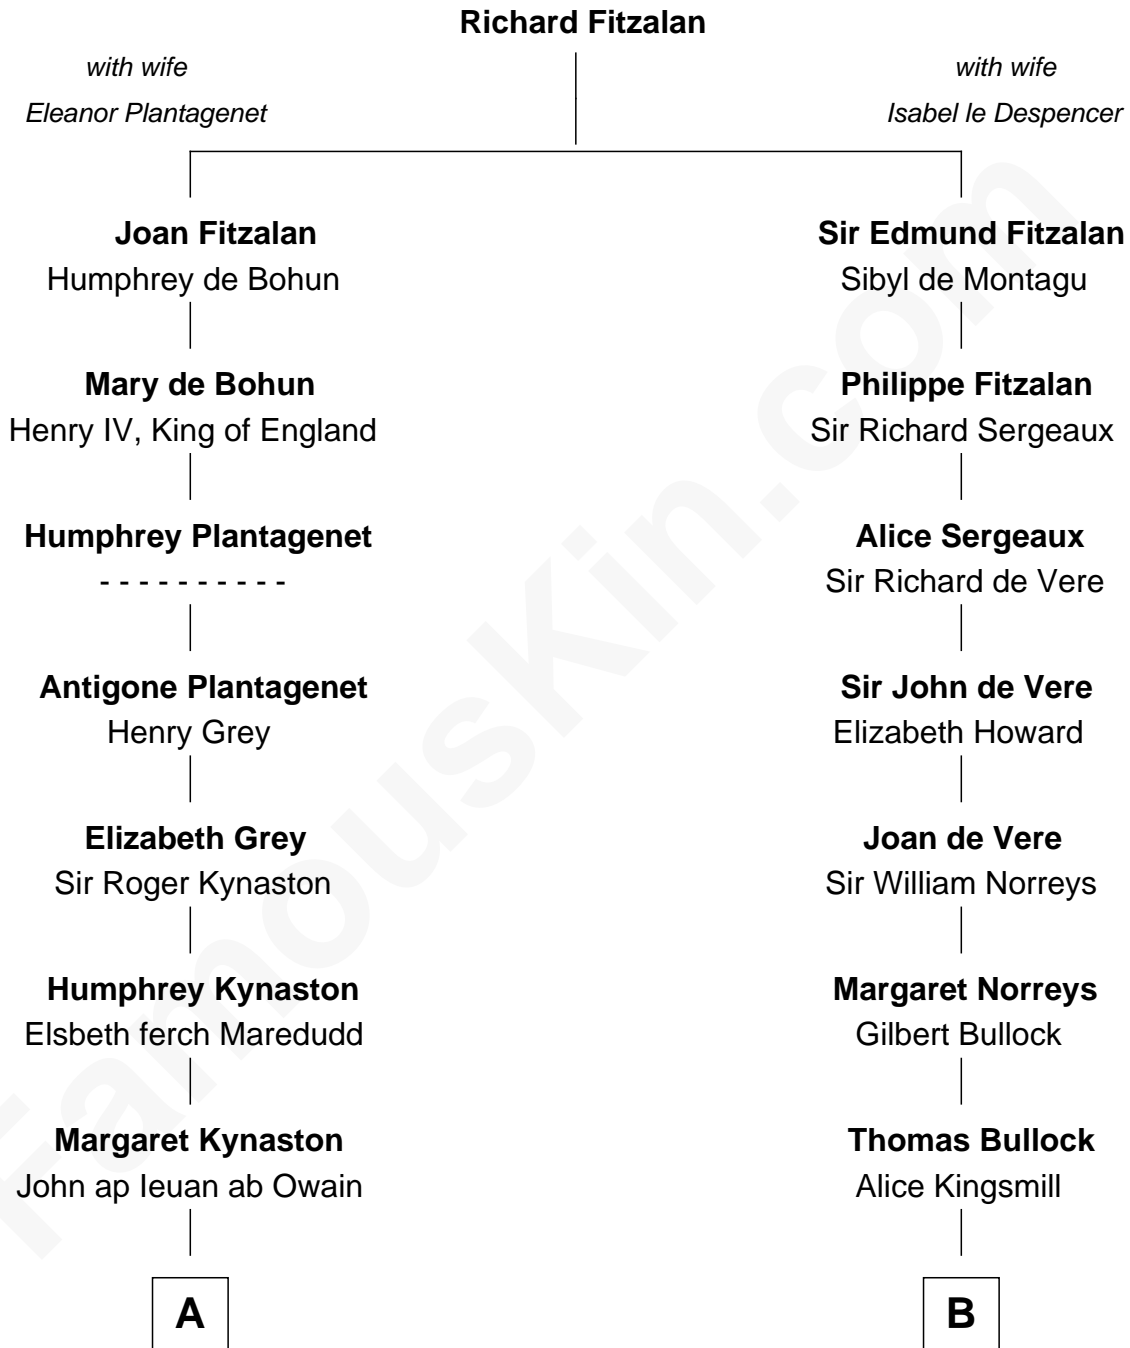 Richard Fitzalan
with wife
Eleanor Plantagenet
with wife
Isabel le Despencer
Joan Fitzalan
Humphrey de Bohun
Sir Edmund Fitzalan
Sibyl de Montagu
Mary de Bohun
Henry IV, King of England
Philippe Fitzalan
Sir Richard Sergeaux
Humphrey Plantagenet
- - - - - - - - - -
Alice Sergeaux
Sir Richard de Vere
Antigone Plantagenet
Henry Grey
Sir John de Vere
Elizabeth Howard
Elizabeth Grey
Sir Roger Kynaston
Joan de Vere
Sir William Norreys
Humphrey Kynaston
Elsbeth ferch Maredudd
Margaret Norreys
Gilbert Bullock
Margaret Kynaston
John ap Ieuan ab Owain
Thomas Bullock
Alice Kingsmill
A
B
FamousKin.com